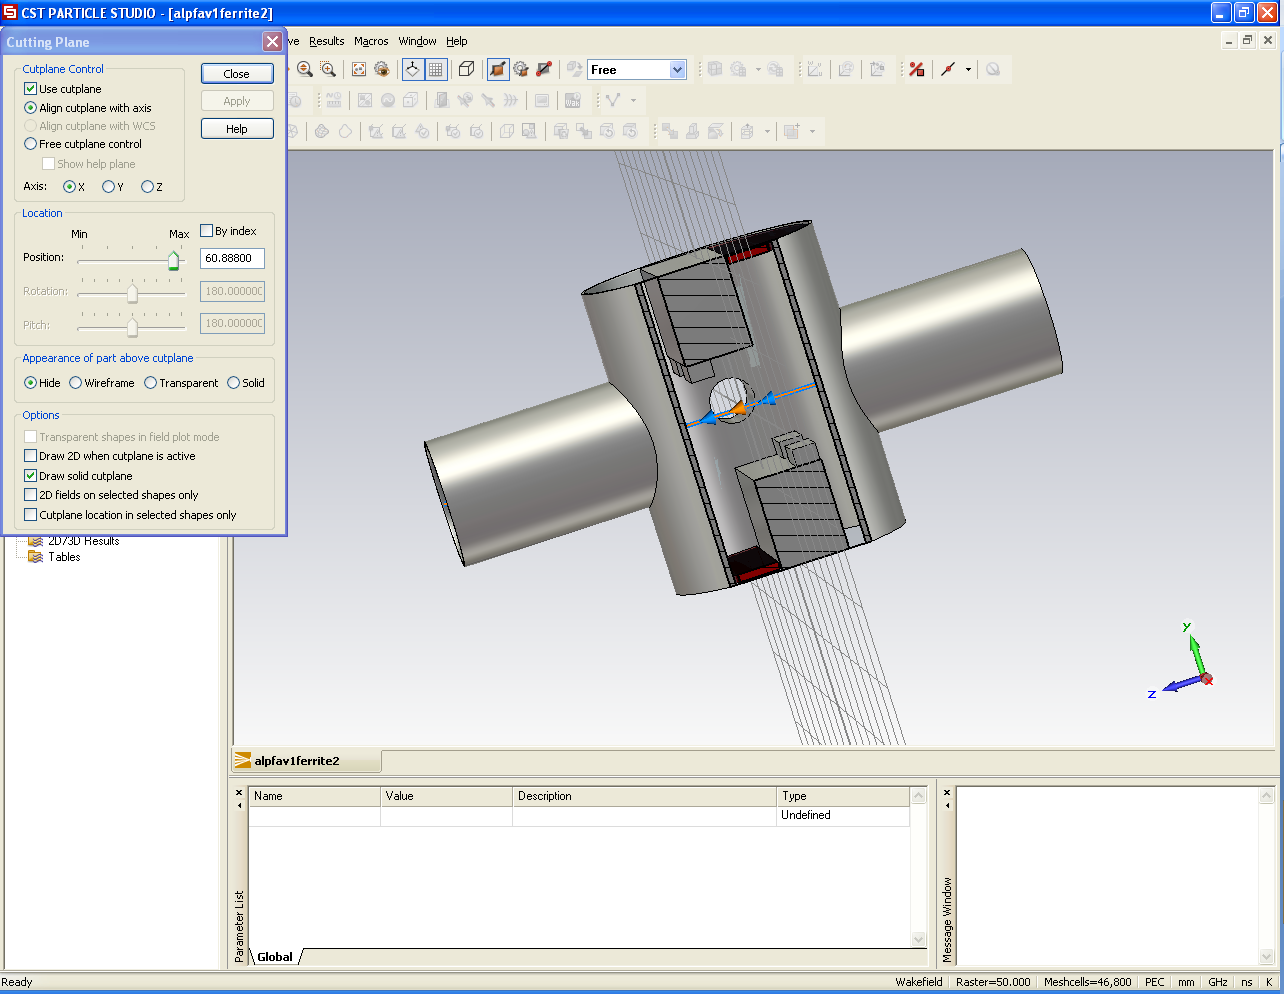 CST PARTICLE STUDIO - [alpfav1ferrite2]
Cutting Plane
ve Results Macros Window Help
Cutplane Control
Close
Use cutplane
Apply
Align cutplane with axis
Align cutplane with WCS
Help
Free cutplane control
Show help plane
Axis: X Y Z
Free
Location
Min Max By index
Position: 60.88800
Rotation: 180.000000
Pitch: 180.000000
Appearance of part above cutplane
Hide Wireframe Transparent Solid
Options
Transparent shapes in field plot mode
Draw 2D when cutplane is active
Draw solid cutplane
2D fields on selected shapes only
Cutplane location in selected shapes only
2D/3D Results
Tables
Y
Z
x
alpfav1ferrite2
Name Value Description Type
Undefined
Parameter List
Global
Message Window
Ready
Wakefield Raster=50.000 Meshcells=46,800 PEC mm GHz ns K